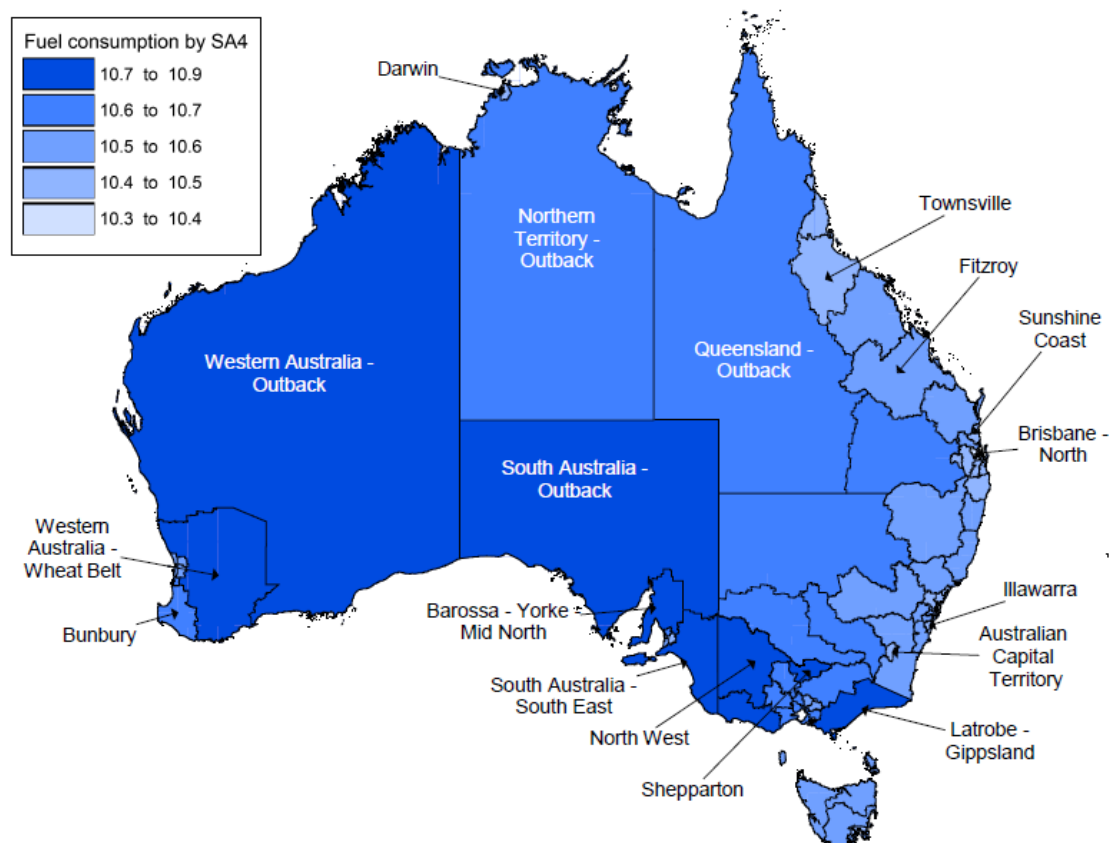 Fuel consumption by SA4
10.7 to 10.9
10.6 to 10.7
10.5 to 10.6
10.4 to 10.5
10.3 to 10.4
Darwin
Northern
Territory -
Outback
Townsville
Fitzroy
Sunshine
Coast
Western Australia -
Outback
Queensland -
Outback
Brisbane -
North
South Australia -
Outback
Western
Australia -
Wheat Belt
Bunbury
Barossa - Yorke -
Mid North
Illawarra
Australian
Capital
Territory
South Australia -
South East
North West
Latrobe -
Gippsland
Shepparton